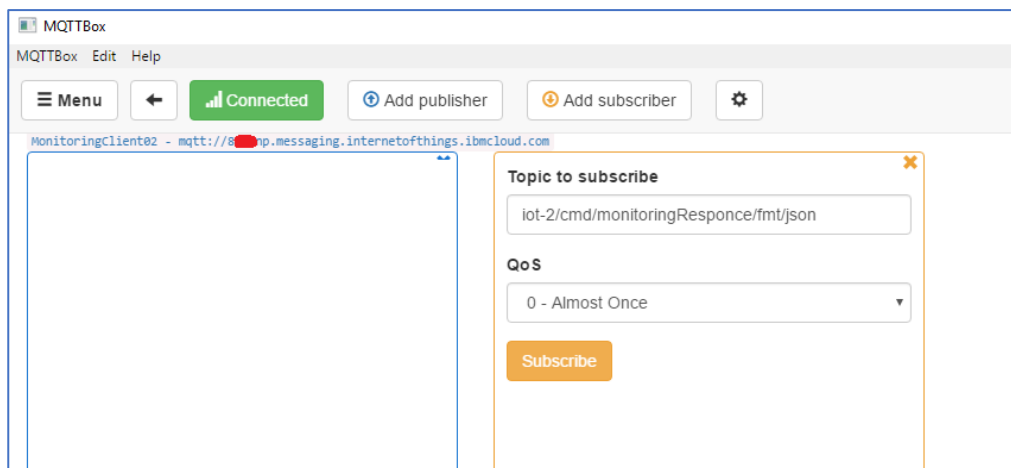 MQTTBox
MQTTBox Edit Help
Menu Connected Add publisher Add subscriber
MonitoringClient02 - mqtt://8 np.messaging.internetofthings.ibmcloud.com
Topic to subscribe
iot-2/cmd/monitoringResponce/fmt/json
QoS
0 - Almost Once
Subscribe